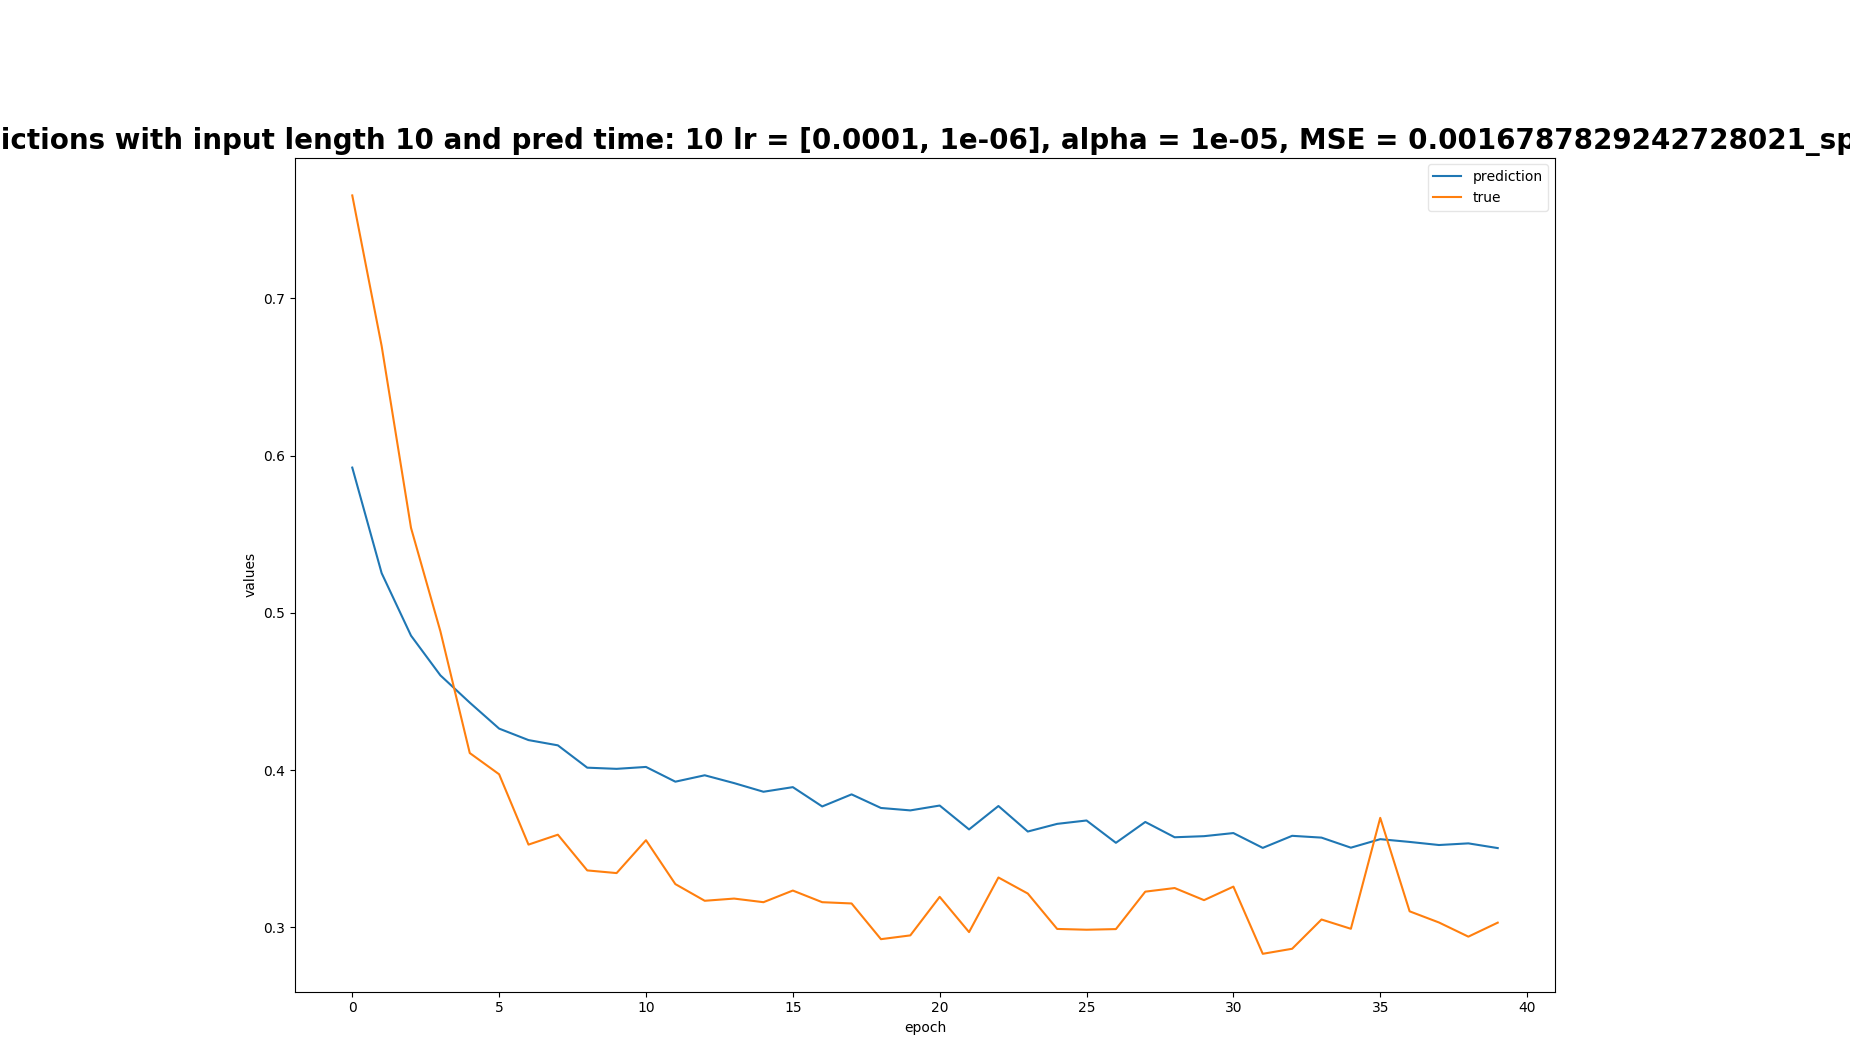 ictions with input length 10 and pred time: 10 lr = [0.0001, 1e-06], alpha = 1e-05, MSE = 0.0016787829242728021_sp
prediction
true
0.7
0.6
0.5
0.4
0.3
values
0 5 10 15 20 25 30 35 40
epoch